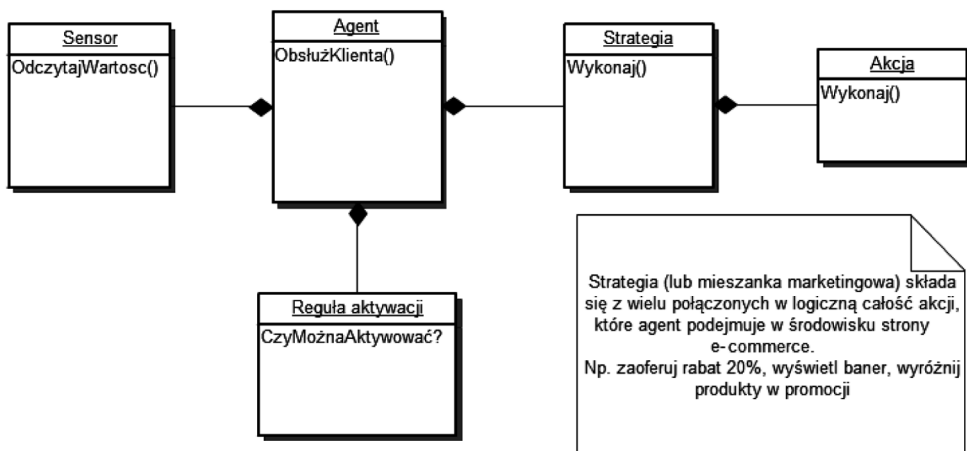 Sensor
OdczytajWartosc()
Agent
ObsłużKlienta()
Strategia
Wykonaj()
Akcja
Wykonaj()
Reguła aktywacji
CzyMożnaAktywować?
Strategia (lub mieszanka marketingowa) składa
się z wielu połączonych w logiczną całość akcji,
które agent podejmuje w środowisku strony
e-commerce.
Np. zaoferuj rabat 20%, wyświetl baner, wyróżnij
produkty w promocji